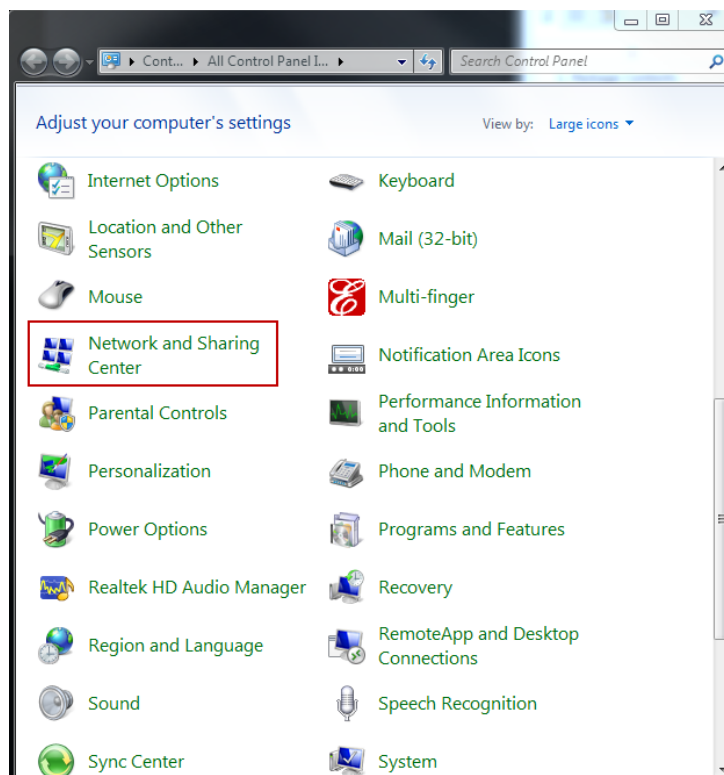 Cont... All Control Panel I...
Search Control Panel
Adjust your computer's settings
View by: Large icons
Internet Options
Keyboard
Location and Other
Sensors
Mail (32-bit)
Mouse
Multi-finger
Network and Sharing
Center
Notification Area Icons
Parental Controls
Performance Information
and Tools
Personalization
Phone and Modem
Power Options
Programs and Features
Realtek HD Audio Manager
Recovery
Region and Language
RemoteApp and Desktop
Connections
Sound
Speech Recognition
Sync Center
System